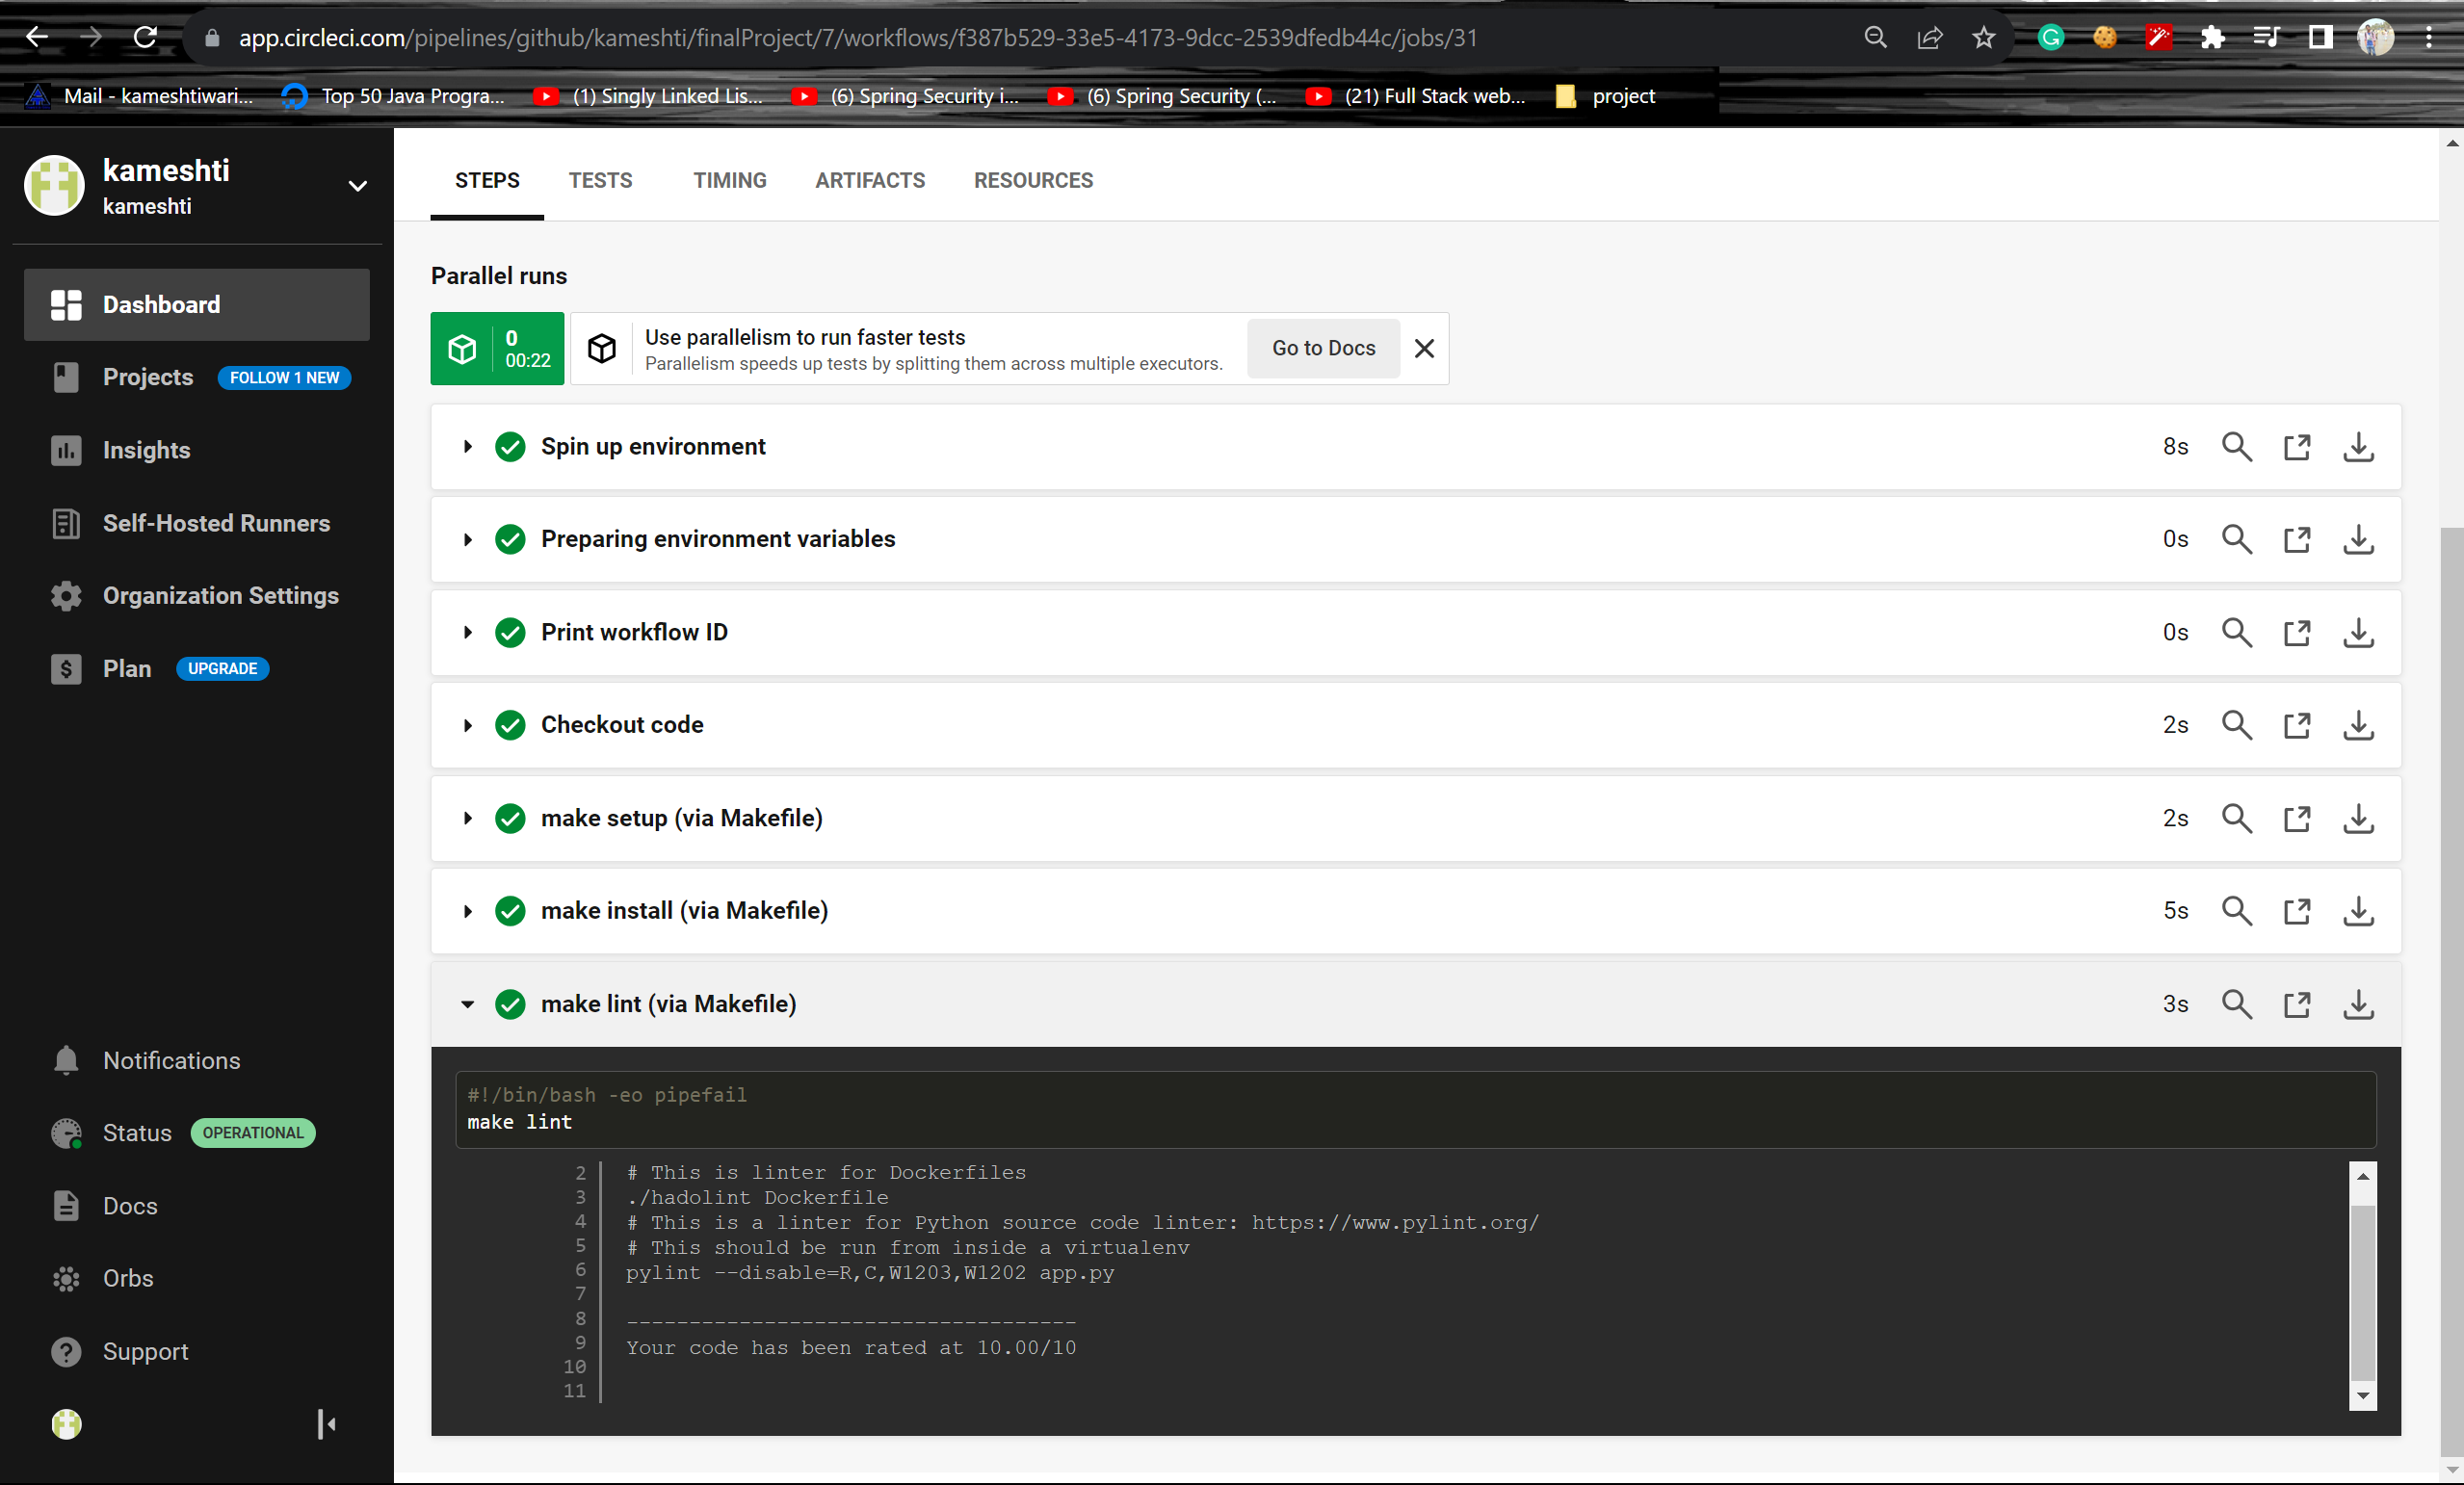 app.circleci.com/pipelines/github/kameshti/finalProject/7/workflows/f387b529-33e5-4173-9dcc-2539dfedb44c/jobs/31
Mail - kameshtiwari... Top 50 Java Progra... (1) Singly Linked Lis... (6) Spring Security i... (6) Spring Security (... (21) Full Stack web... project
kameshti
kameshti
Dashboard
Projects FOLLOW 1 NEW
Insights
Self-Hosted Runners
Organization Settings
Plan UPGRADE
Notifications
Status OPERATIONAL
Docs
Orbs
Support
STEPS TESTS TIMING ARTIFACTS RESOURCES
Parallel runs
0
00:22
Use parallelism to run faster tests
Parallelism speeds up tests by splitting them across multiple executors.
Go to Docs
Spin up environment 8s
Preparing environment variables 0s
Print workflow ID 0s
Checkout code 2s
make setup (via Makefile) 2s
make install (via Makefile) 5s
make lint (via Makefile) 3s
#!/bin/bash -eo pipefail
make lint
2 # This is linter for Dockerfiles
3 ./hadolint Dockerfile
4 # This is a linter for Python source code linter: https://www.pylint.org/
5 # This should be run from inside a virtualenv
6 pylint --disable=R,C,W1203,W1202 app.py
7
8 ------------------------------------
9 Your code has been rated at 10.00/10
10
11